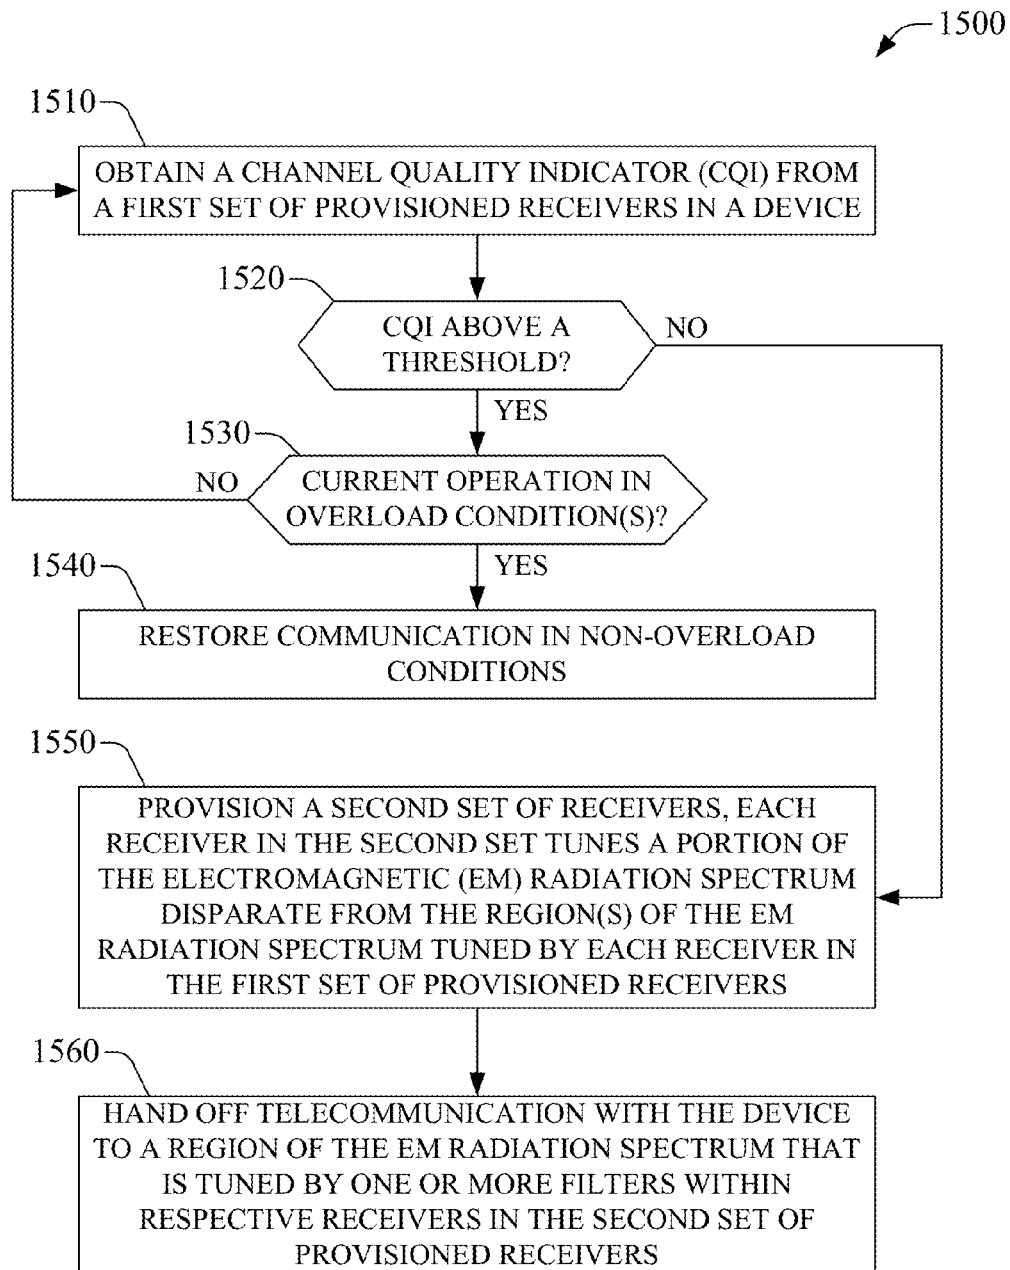 1500
1510
OBTAIN A CHANNEL QUALITY INDICATOR (CQI) FROM
A FIRST SET OF PROVISIONED RECEIVERS IN A DEVICE
1520
CQI ABOVE A
THRESHOLD?
NO
YES
1530
NO
CURRENT OPERATION IN
OVERLOAD CONDITION(S)?
YES
1540
RESTORE COMMUNICATION IN NON-OVERLOAD
CONDITIONS
1550
PROVISION A SECOND SET OF RECEIVERS, EACH
RECEIVER IN THE SECOND SET TUNES A PORTION OF
THE ELECTROMAGNETIC (EM) RADIATION SPECTRUM
DISPARATE FROM THE REGION(S) OF THE EM
RADIATION SPECTRUM TUNED BY EACH RECEIVER IN
THE FIRST SET OF PROVISIONED RECEIVERS
1560
HAND OFF TELECOMMUNICATION WITH THE DEVICE
TO A REGION OF THE EM RADIATION SPECTRUM THAT
IS TUNED BY ONE OR MORE FILTERS WITHIN
RESPECTIVE RECEIVERS IN THE SECOND SET OF
PROVISIONED RECEIVERS